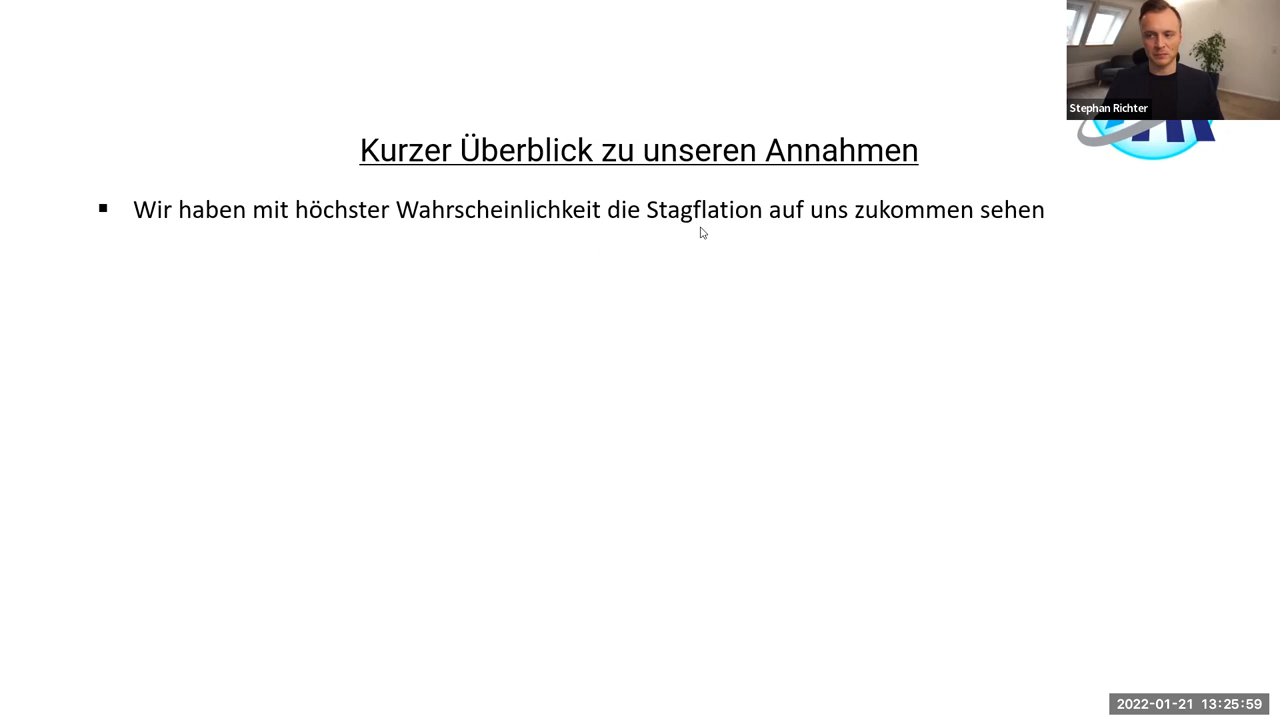 Stephan Richter
Kurzer Überblick zu unseren Annahmen
▪ Wir haben mit höchster Wahrscheinlichkeit die Stagflation auf uns zukommen sehen
2022-01-21 13:25:59